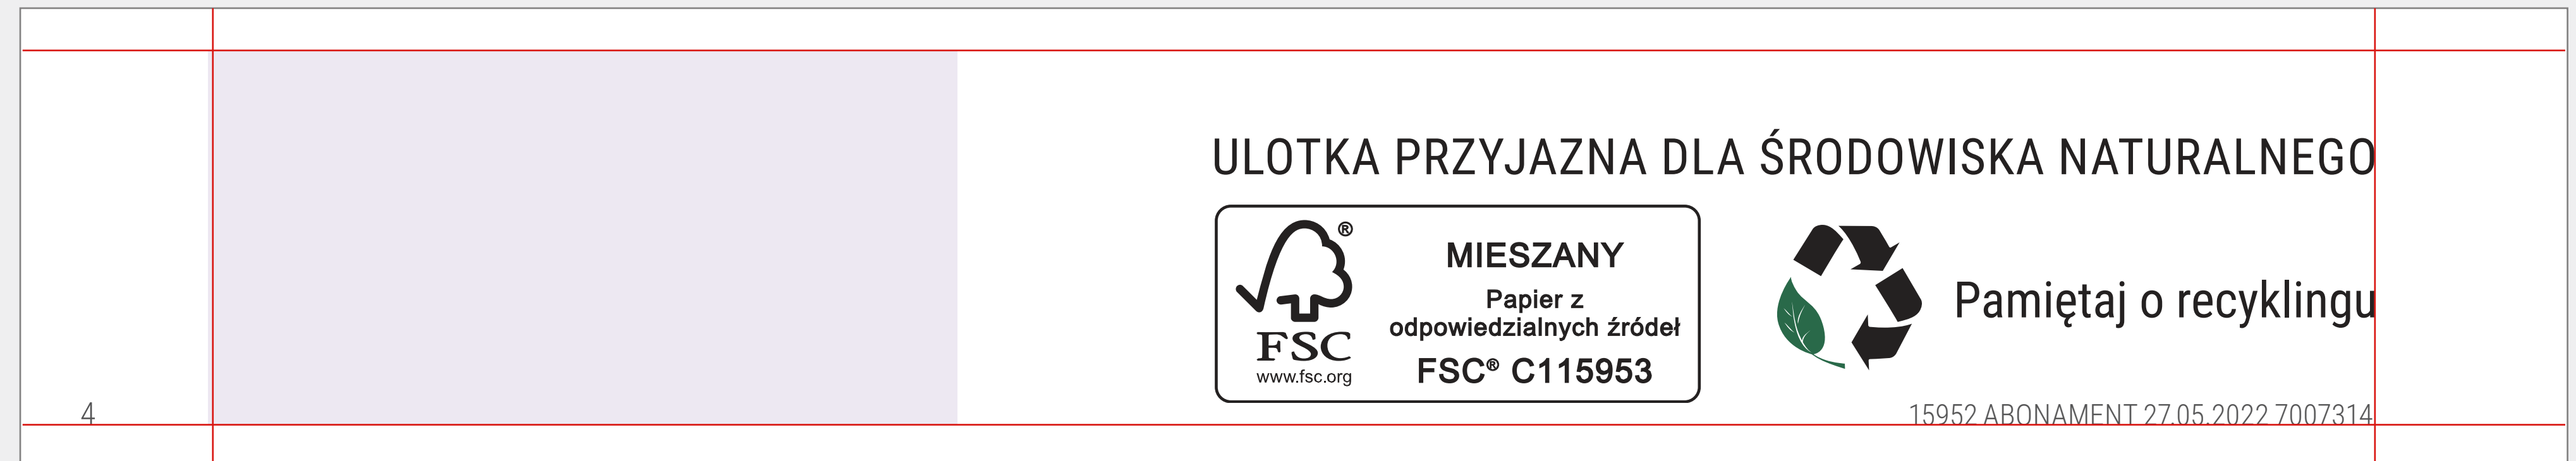 ULOTKA PRZYJAZNA DLA ŚRODOWISKA NATURALNEGO
®
FSC
www.fsc.org
MIESZANY
Papier z
odpowiedzialnych źródeł
FSC® C115953
Pamiętaj o recyklingu
4
15952 ABONAMENT 27.05.2022 7007314